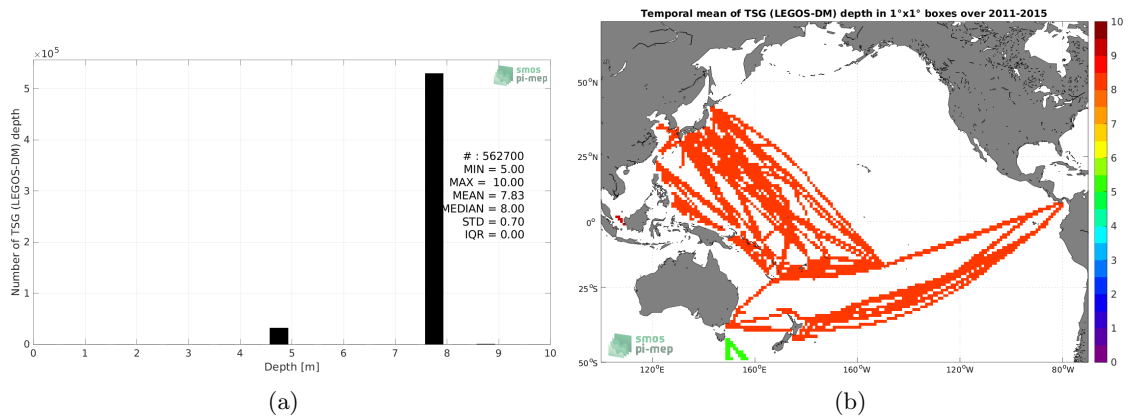 ×10⁵
5
4
3
2
1
0
Number of TSG (LEGOS-DM) depth
smos
pi-mep
# : 562700
MIN = 5.00
MAX = 10.00
MEAN = 7.83
MEDIAN = 8.00
STD = 0.70
IQR = 0.00
0 1 2 3 4 5 6 7 8 9 10
Depth [m]
(a)
Temporal mean of TSG (LEGOS-DM) depth in 1°x1° boxes over 2011-2015
50°N
25°N
0°
25°S
50°S
smos
pi-mep
120°E 160°E 160°W 120°W 80°W
10
9
8
7
6
5
4
3
2
1
0
(b)